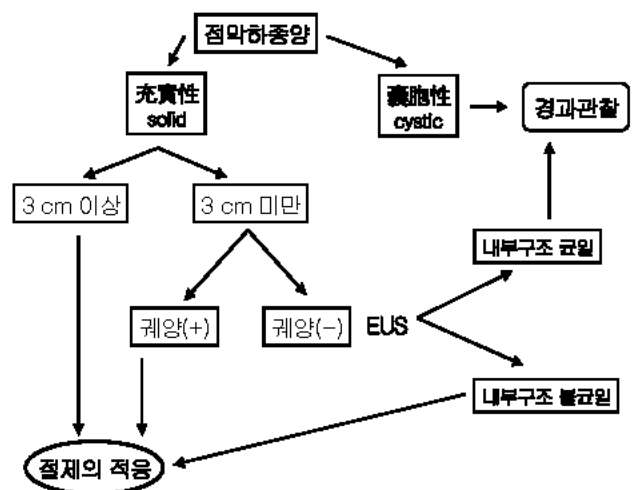 점막하종양
充實性
solid
囊胞性
cystic
경과관찰
3 cm 이상
3 cm 미만
내부구조 균일
궤양(+)
궤양(-)
EUS
내부구조 불균일
절제의 적응